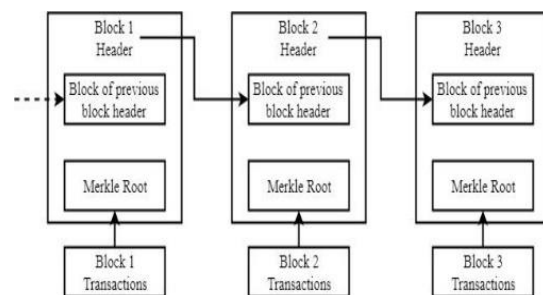 Block 1
Header
Block of previous
block header
Merkle Root
Block 1
Transactions
Block 2
Header
Block of previous
block header
Merkle Root
Block 2
Transactions
Block 3
Header
Block of previous
block header
Merkle Root
Block 3
Transactions